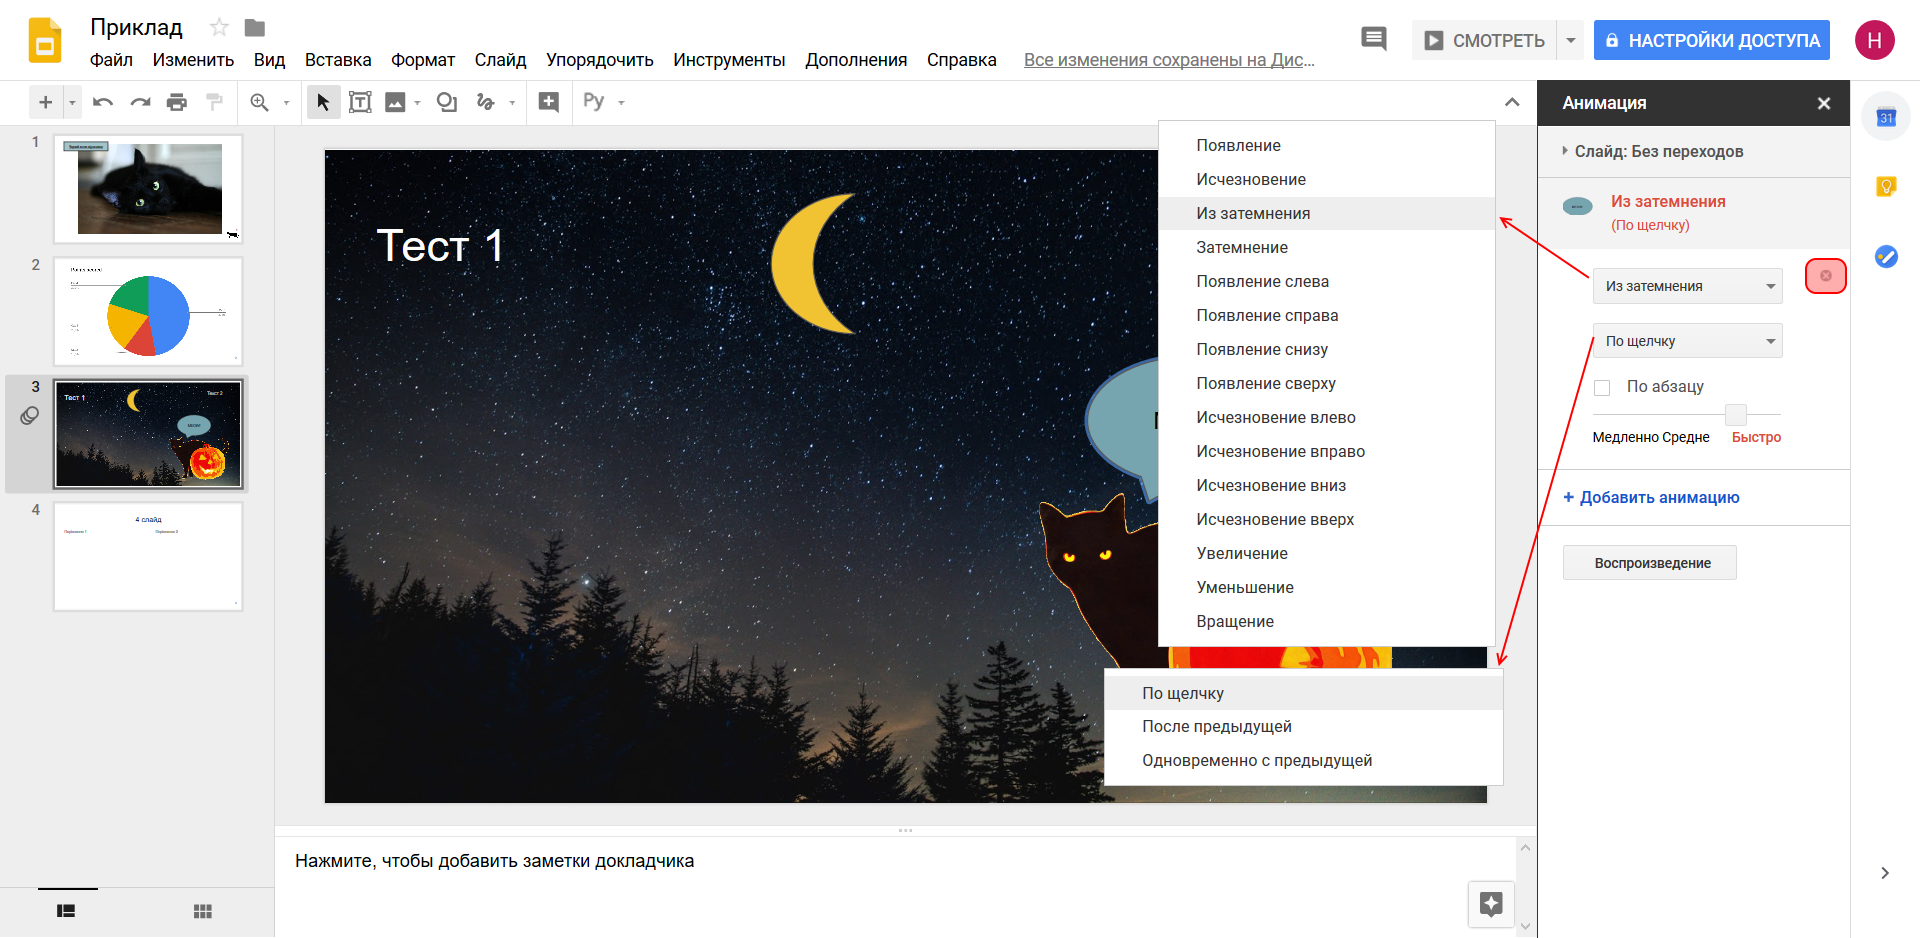 Приклад
Файл Изменить Вид Вставка Формат Слайд Упорядочить Инструменты Дополнения Справка Все изменения сохранены на Дис...
СМОТРЕТЬ
НАСТРОЙКИ ДОСТУПА
Н
Ру
1
2
3
Тест 1
Тест 2
4
4 слайд
Тест 1
Появление
Исчезновение
Из затемнения
Затемнение
Появление слева
Появление справа
Появление снизу
Появление сверху
Исчезновение влево
Исчезновение вправо
Исчезновение вниз
Исчезновение вверх
Увеличение
Уменьшение
Вращение
По щелчку
После предыдущей
Одновременно с предыдущей
Нажмите, чтобы добавить заметки докладчика
Анимация
Слайд: Без переходов
Из затемнения
(По щелчку)
Из затемнения
По щелчку
По абзацу
Медленно Средне Быстро
+ Добавить анимацию
Воспроизведение
31